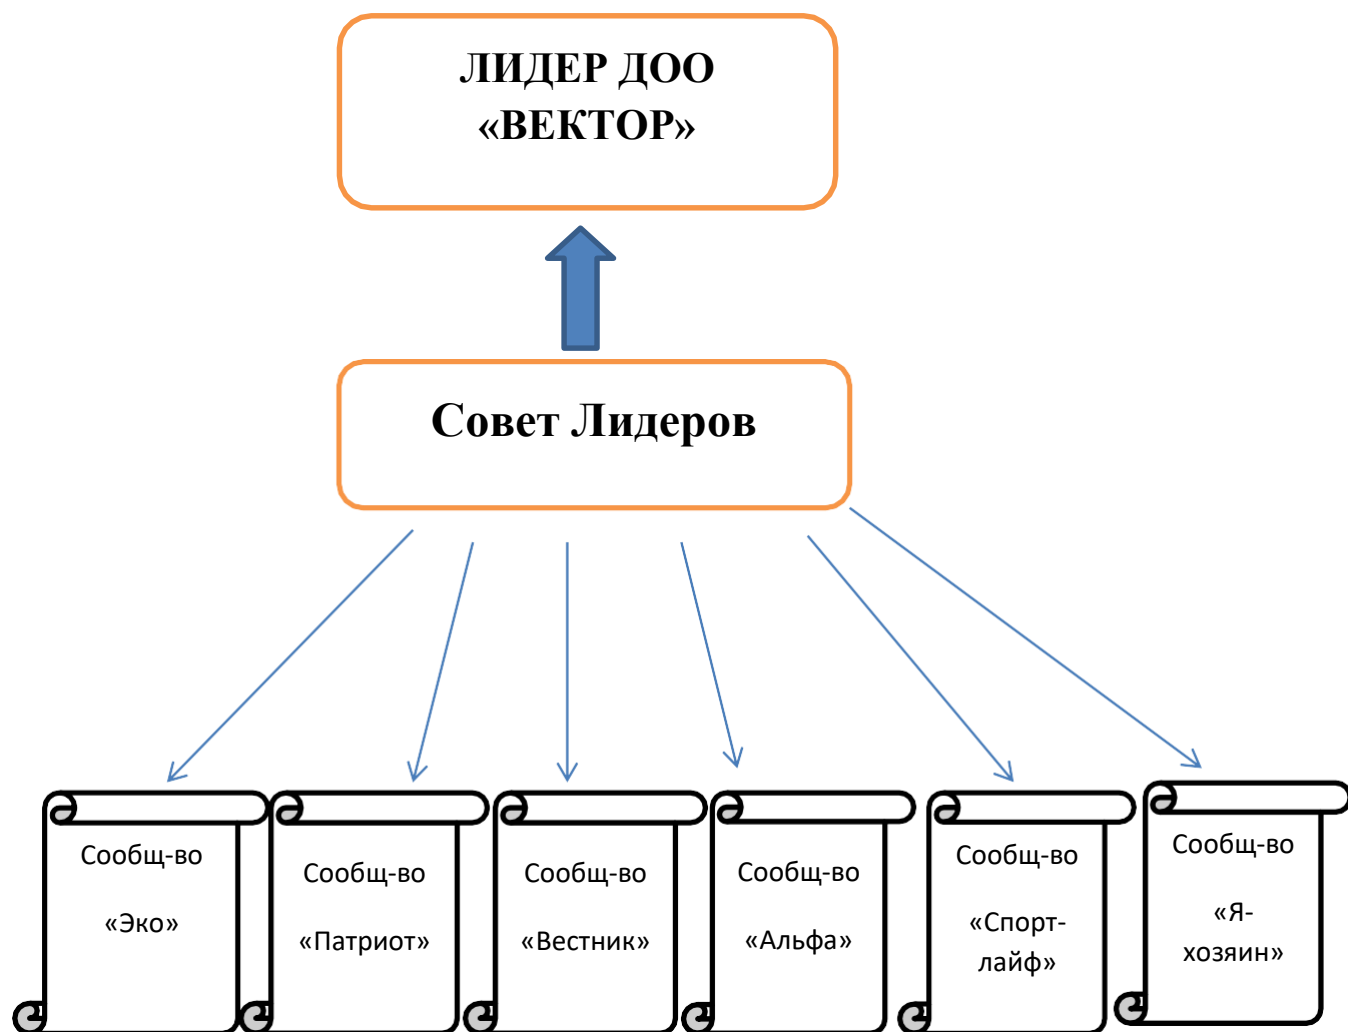 ЛИДЕР ДОО
«ВЕКТОР»
Совет Лидеров
Сообщ-во
«Эко»
Сообщ-во
«Патриот»
Сообщ-во
«Вестник»
Сообщ-во
«Альфа»
Сообщ-во
«Спорт-
лайф»
Сообщ-во
«Я-
хозяин»